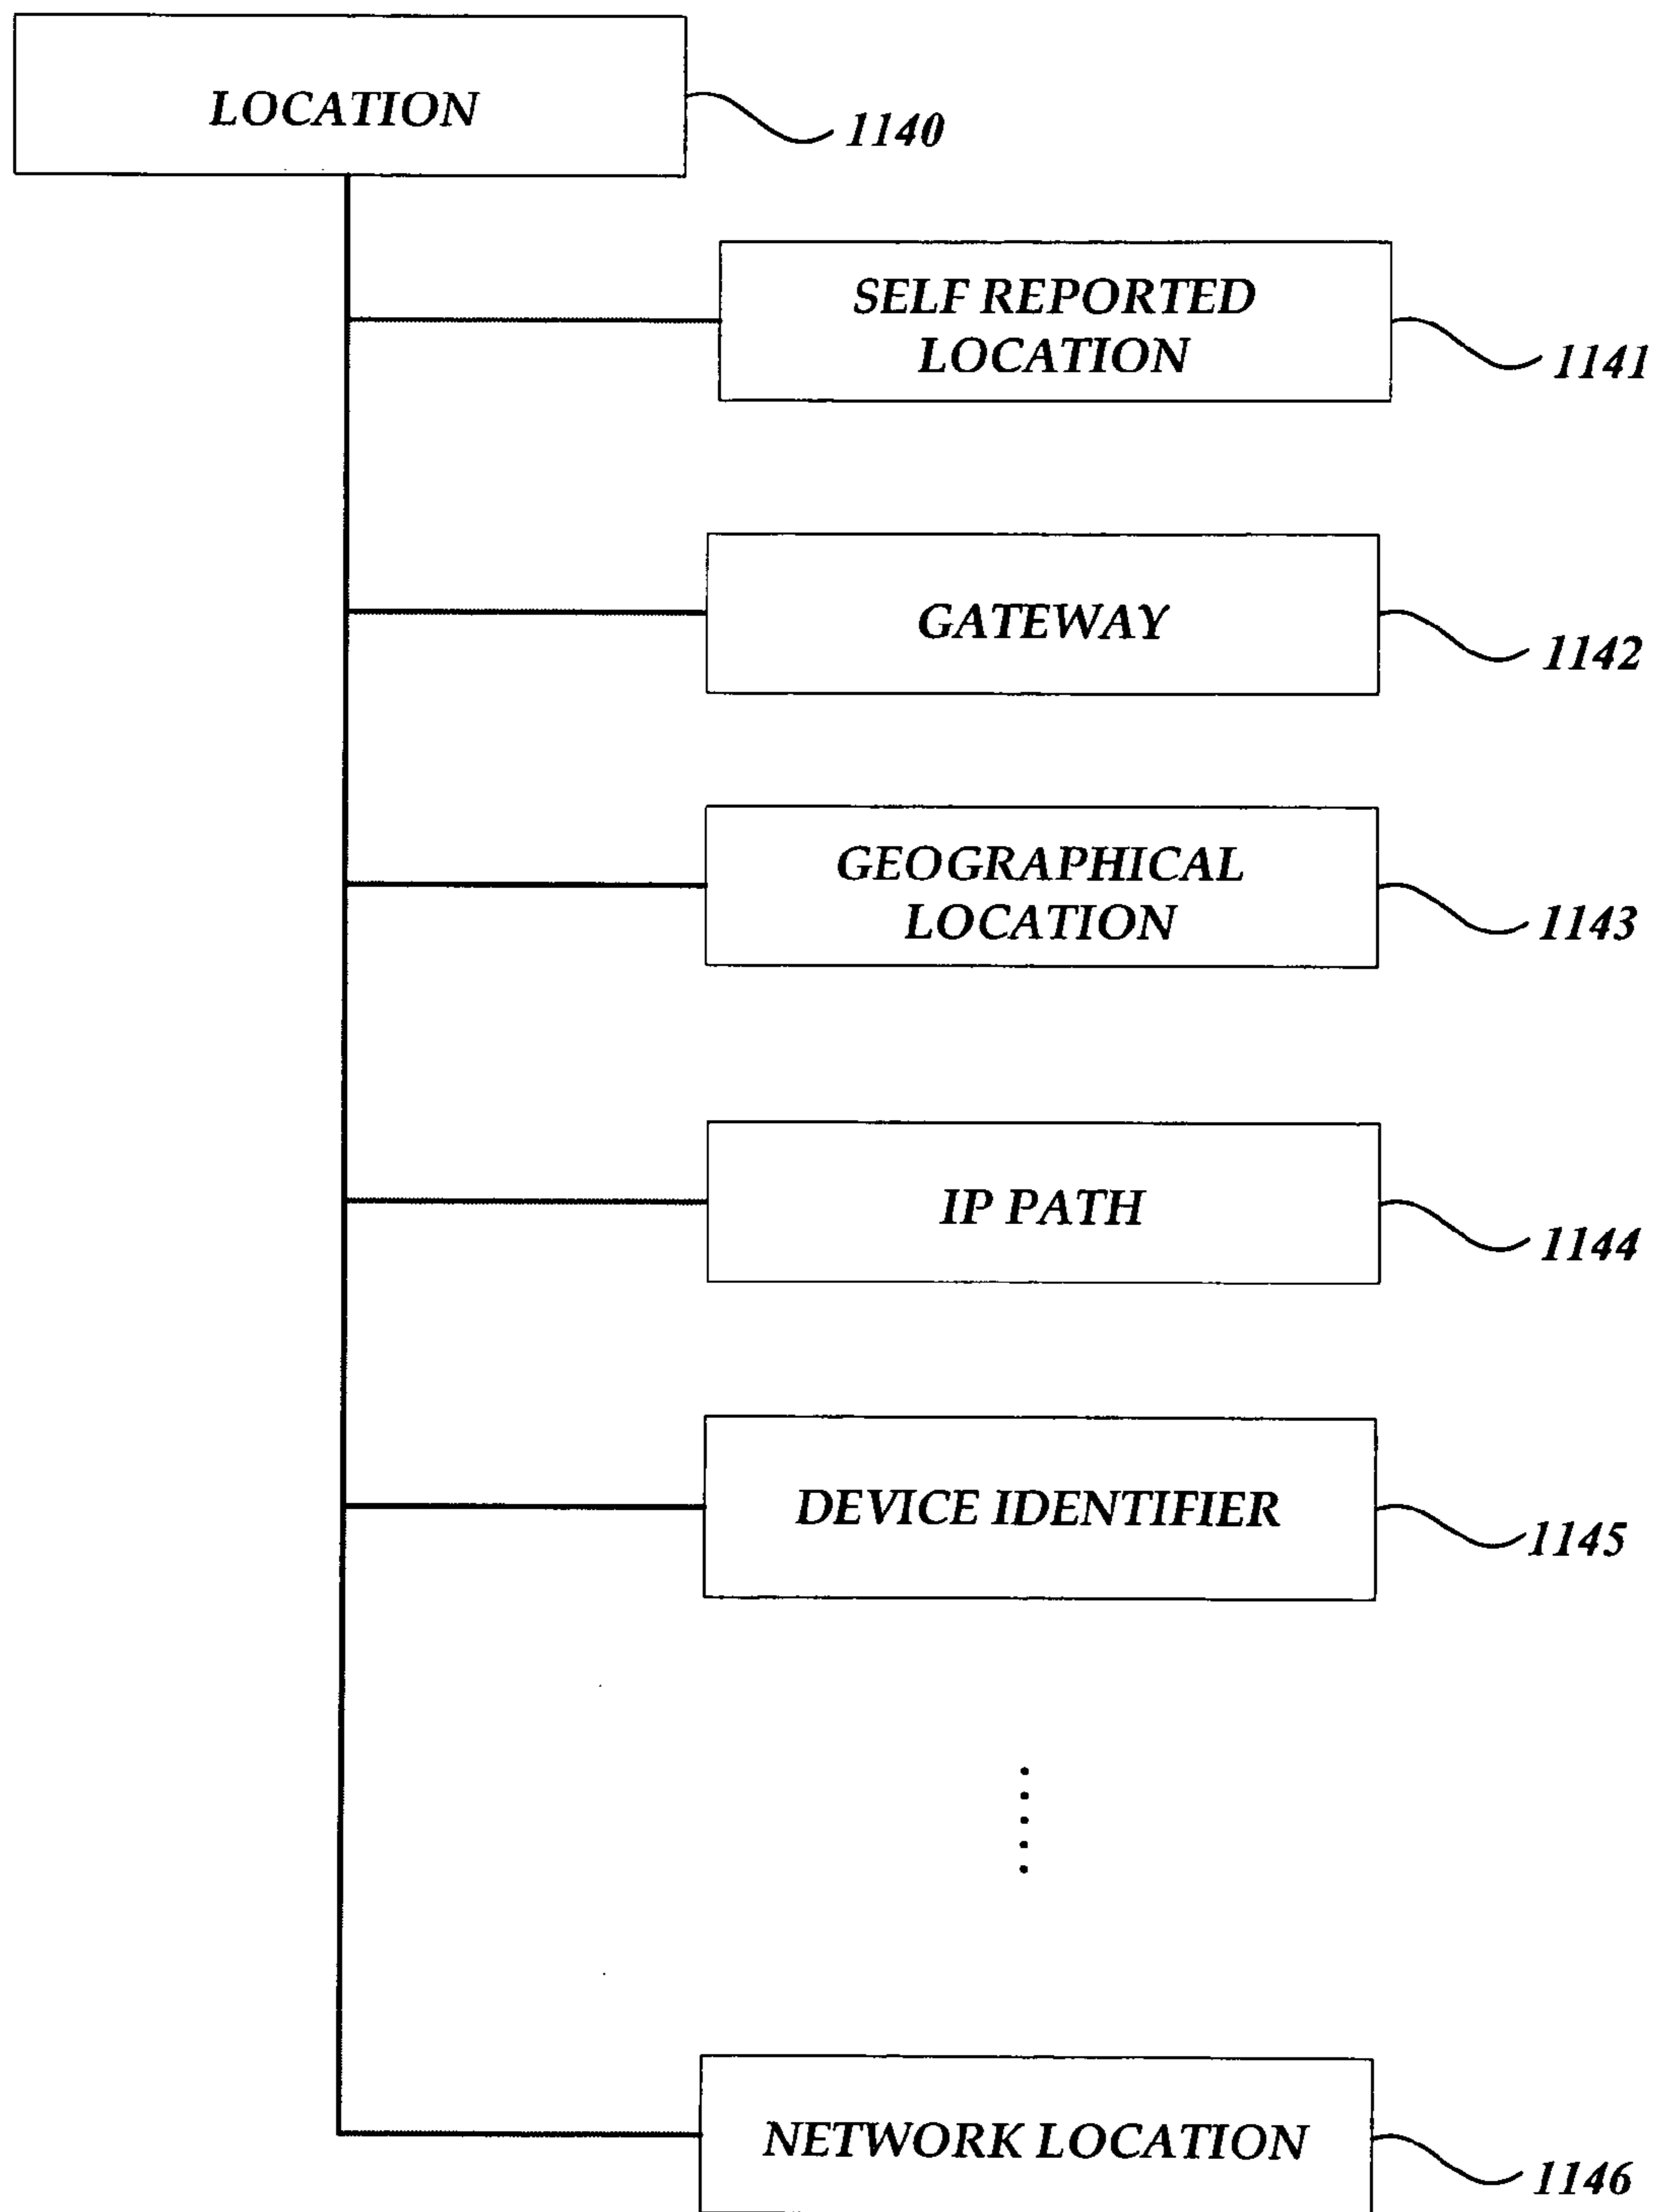 LOCATION
1140
SELF REPORTED
LOCATION
1141
GATEWAY
1142
GEOGRAPHICAL
LOCATION
1143
IP PATH
1144
DEVICE IDENTIFIER
1145
NETWORK LOCATION
1146